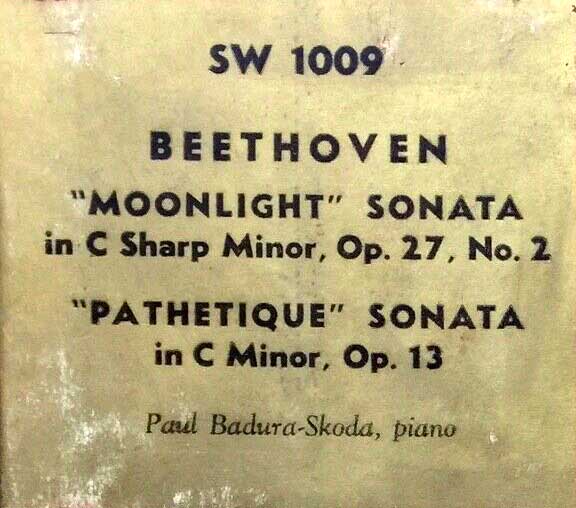 SW 1009
BEETHOVEN
"MOONLIGHT" SONATA
in C Sharp Minor, Op. 27, No. 2
"PATHETIQUE" SONATA
in C Minor, Op. 13
Paul Badura-Skoda, piano